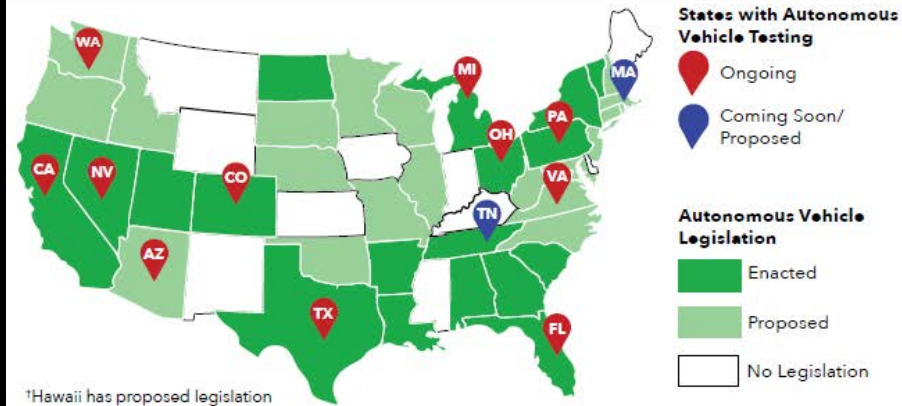 States with Autonomous
Vehicle Testing
Ongoing
Coming Soon/
Proposed
Autonomous Vehicle
Legislation
Enacted
Proposed
No Legislation
WA
MI
MA
PA
OH
CA
NV
CO
VA
TN
AZ
TX
FL
†Hawaii has proposed legislation